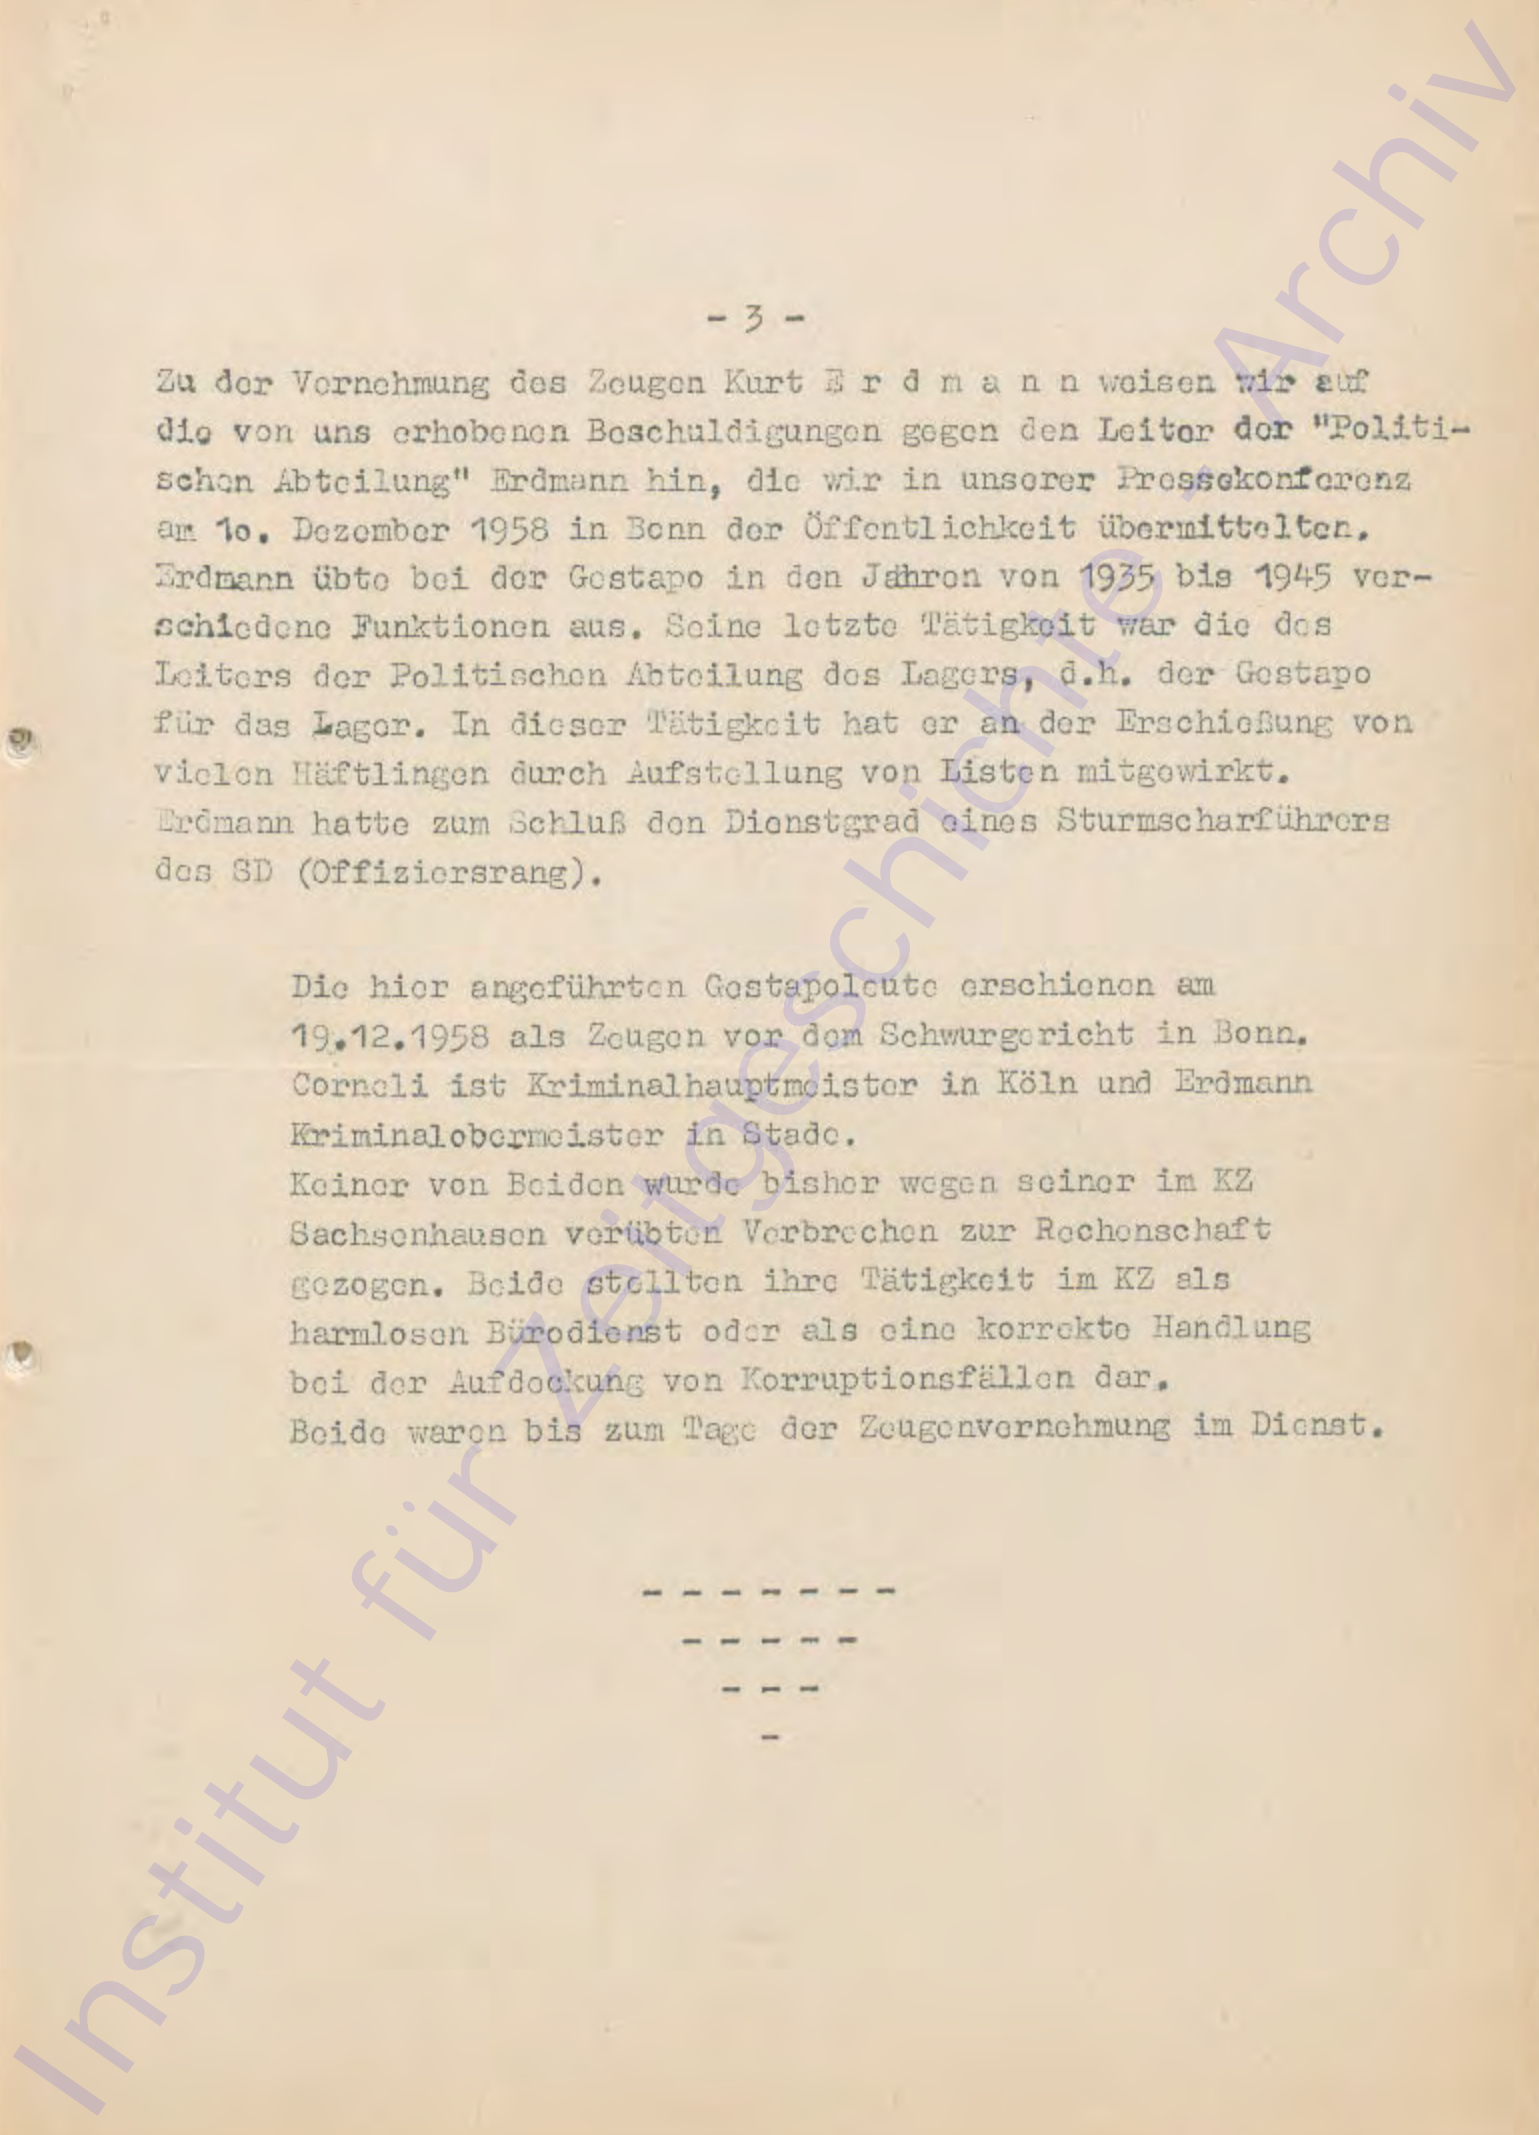 - 3 -
Zu der Vernehmung des Zeugen Kurt E r d m a n n weisen wir auf
die von uns erhobenen Beschuldigungen gegen den Leiter der "Politi-
schen Abteilung" Erdmann hin, die wir in unserer Pressekonferenz
am 1o. Dezember 1958 in Bonn der Öffentlichkeit übermittelten.
Erdmann übte bei der Gestapo in den Jahren von 1935 bis 1945 ver-
schiedene Funktionen aus. Seine letzte Tätigkeit war die des
Leiters der Politischen Abteilung des Lagers, d.h. der Gestapo
für das Lager. In dieser Tätigkeit hat er an der Erschießung von
vielen Häftlingen durch Aufstellung von Listen mitgewirkt.
Erdmann hatte zum Schluß den Dienstgrad eines Sturmscharführers
des SD (Offiziersrang).
Die hier angeführten Gestapoleute erschienen am
19.12.1958 als Zeugen vor dem Schwurgericht in Bonn.
Corneli ist Kriminalhauptmeister in Köln und Erdmann
Kriminalobermeister in Stade.
Keiner von Beiden wurde bisher wegen seiner im KZ
Sachsenhausen verübten Verbrechen zur Rechenschaft
gezogen. Beide stellten ihre Tätigkeit im KZ als
harmlosen Bürodienst oder als eine korrekte Handlung
bei der Aufdeckung von Korruptionsfällen dar.
Beide waren bis zum Tage der Zeugenvernehmung im Dienst.
- - - - - - -
- - - - -
- - -
-
Institut für Zeitgeschichte - Archiv